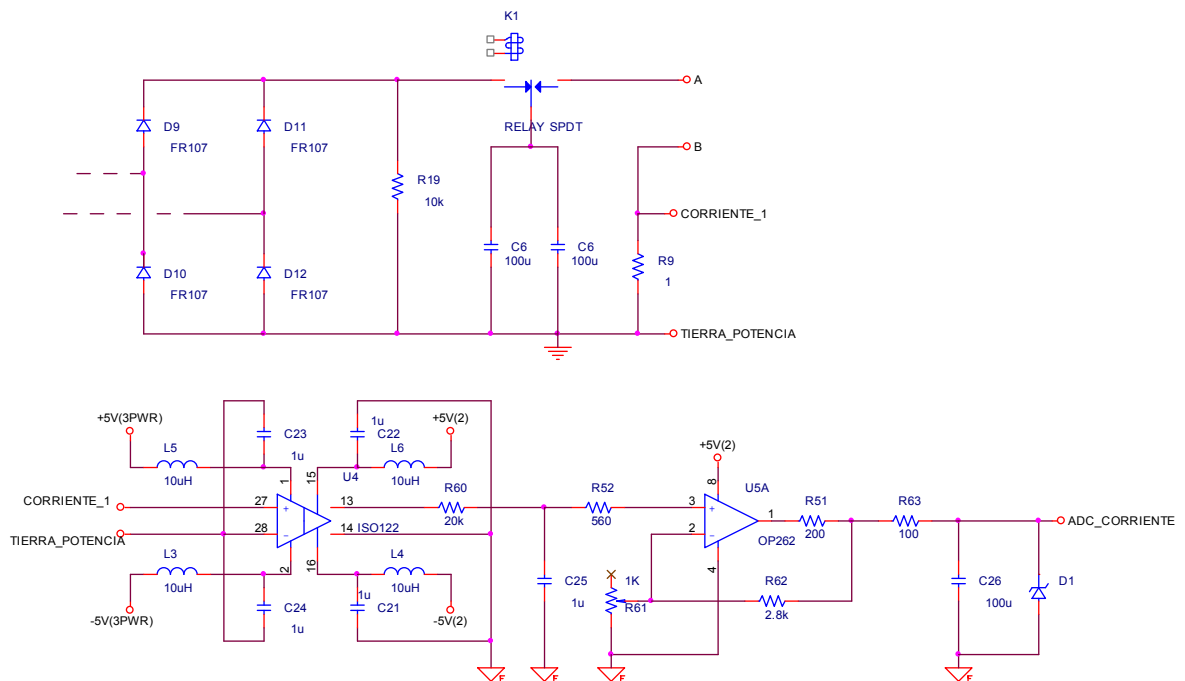 K1
A
D9
FR107
D11
FR107
RELAY SPDT
B
R19
10k
CORRIENTE_1
C6
100u
C6
100u
R9
1
D10
FR107
D12
FR107
TIERRA_POTENCIA
+5V(3PWR)
C23
1u
1u
C22
+5V(2)
L5
10uH
L6
10uH
1
15
U4
+5V(2)
8
U5A
CORRIENTE_1
27
13
R60
20k
R52
560
3
1
R51
200
R63
100
ADC_CORRIENTE
TIERRA_POTENCIA
28
14
ISO122
2
OP262
L3
10uH
2
16
L4
10uH
4
C24
1u
1u
C21
C25
1u
1K
R61
R62
2.8k
C26
100u
D1
-5V(3PWR)
-5V(2)
F
F
F
F